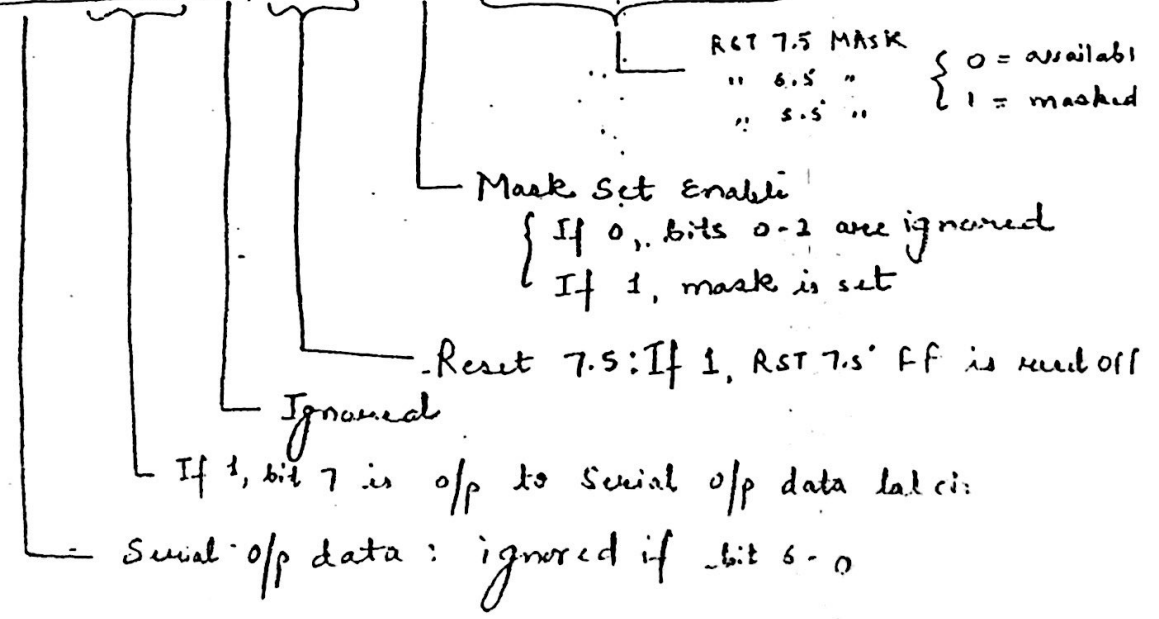 RST 7.5 MASK
" 6.5 "
" 5.5 "
{ 0 = availabl
1 = masked
Mask Set Enable
{ If 0, bits 0-2 are ignored
If 1, mask is set
Reset 7.5: If 1, RST 7.5 FF is off
Ignored
If 1, bit 7 is o/p to Serial o/p data
Serial o/p data : ignored if bit 6 - 0